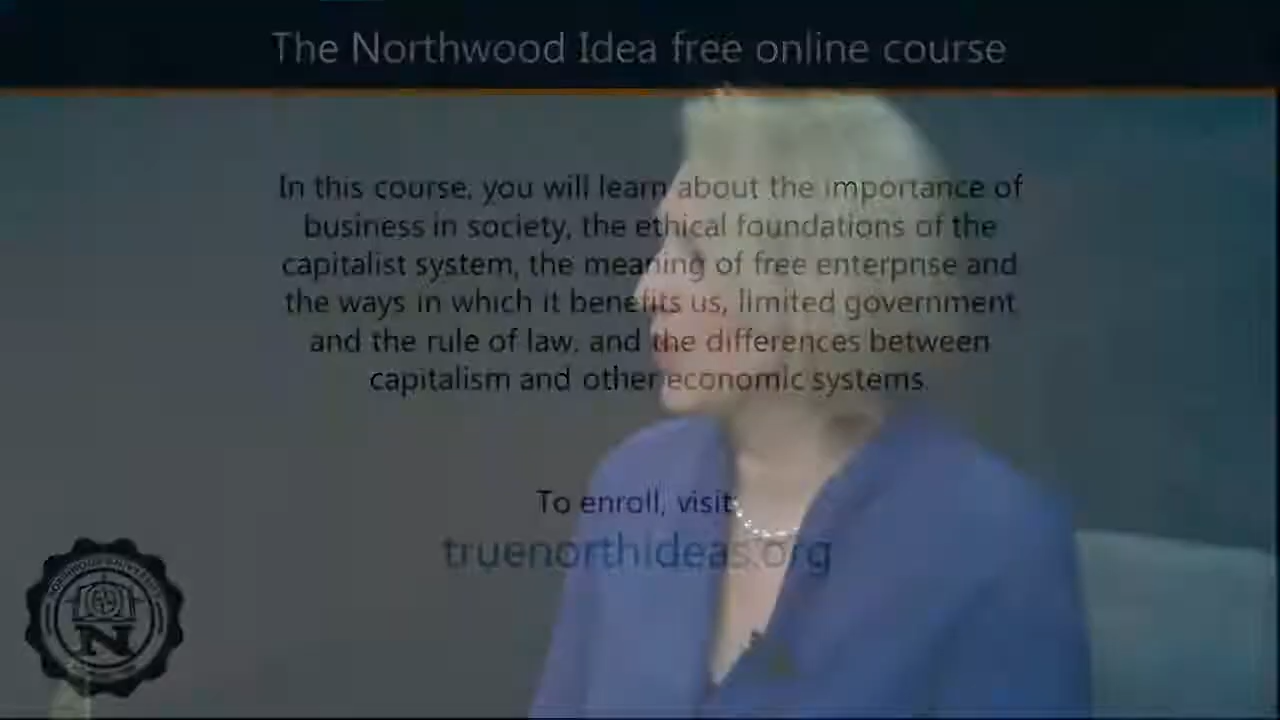 The Northwood Idea free online course
In this course, you will learn about the importance of
business in society, the ethical foundations of the
capitalist system, the meaning of free enterprise and
the ways in which it benefits us, limited government
and the rule of law, and the differences between
capitalism and other economic systems.
To enroll, visit:
truenorthideas.org
NORTHWOOD UNIVERSITY
N